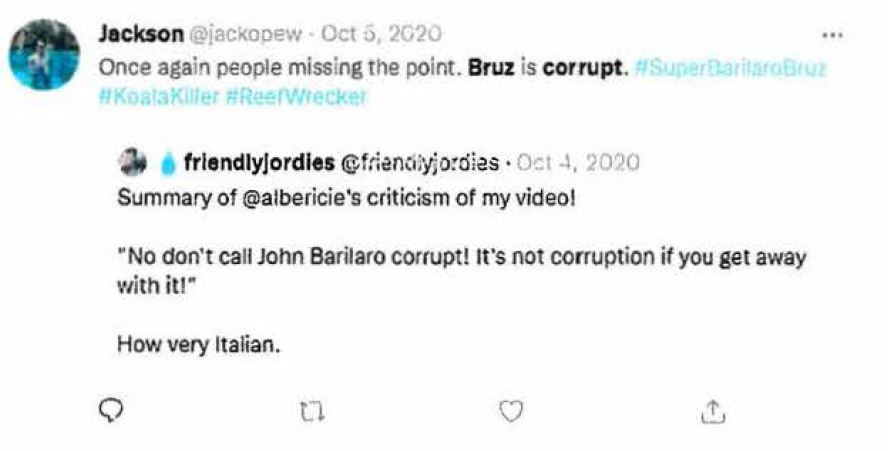 Jackson @jackopew · Oct 5, 2020
Once again people missing the point. Bruz is corrupt. #SuperBarilaroBruz
#KoalaKiller #ReefWrecker
friendlyjordies @friendlyjordies · Oct 4, 2020
Summary of @albericie's criticism of my video!
"No don't call John Barilaro corrupt! It's not corruption if you get away
with it!"
How very Italian.